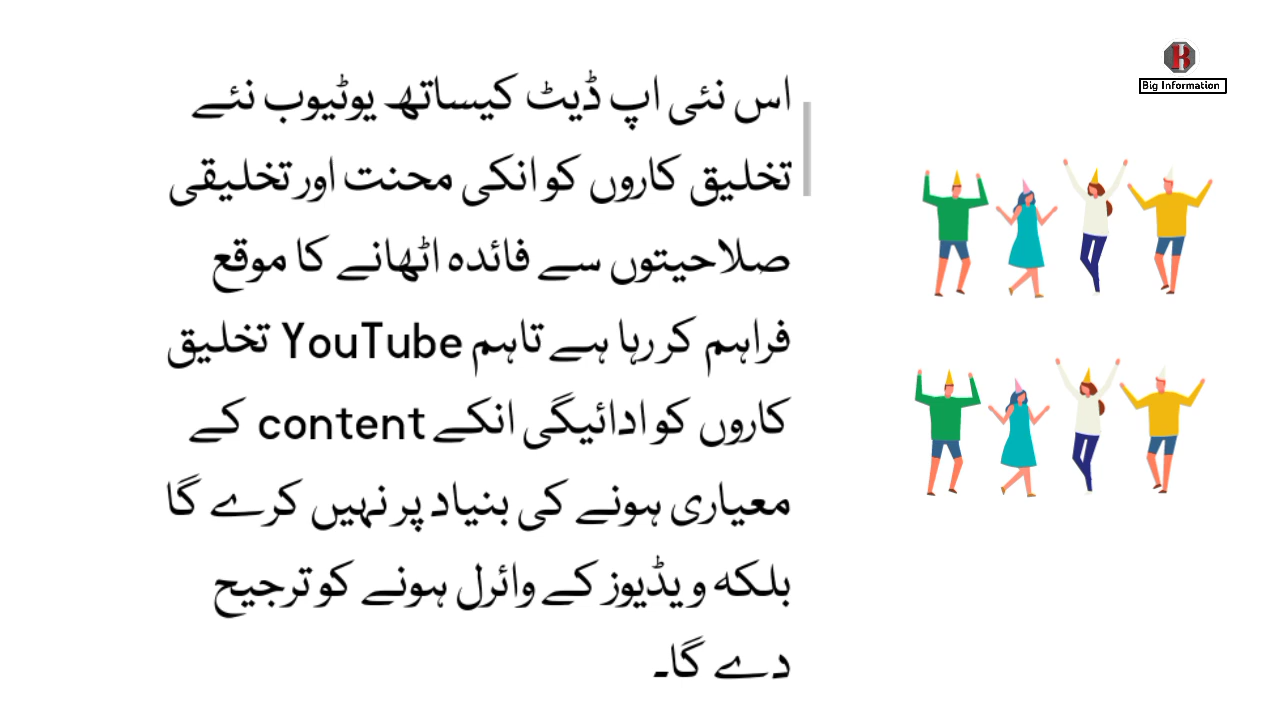 اس نئی اپ ڈیٹ کیساتھ یوٹیوب نئے
تخلیق کاروں کو انکی محنت اور تخلیقی
صلاحیتوں سے فائدہ اٹھانے کا موقع
فراہم کر رہا ہے تاہم YouTube تخلیق
کاروں کو ادائیگی انکے content کے
معیاری ہونے کی بنیاد پر نہیں کرے گا
بلکہ ویڈیوز کے وائرل ہونے کو ترجیح
دے گا۔
B
Big Information